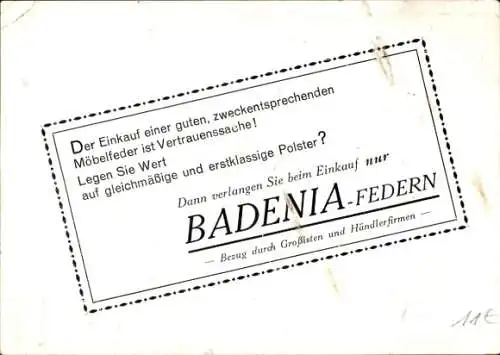 Der Einkauf einer guten, zweckentsprechenden
Möbelfeder ist Vertrauenssache!
Legen Sie Wert
auf gleichmäßige und erstklassige Polster?
Dann verlangen Sie beim Einkauf nur
BADENIA-FEDERN
— Bezug durch Großisten und Händlerfirmen —
11€